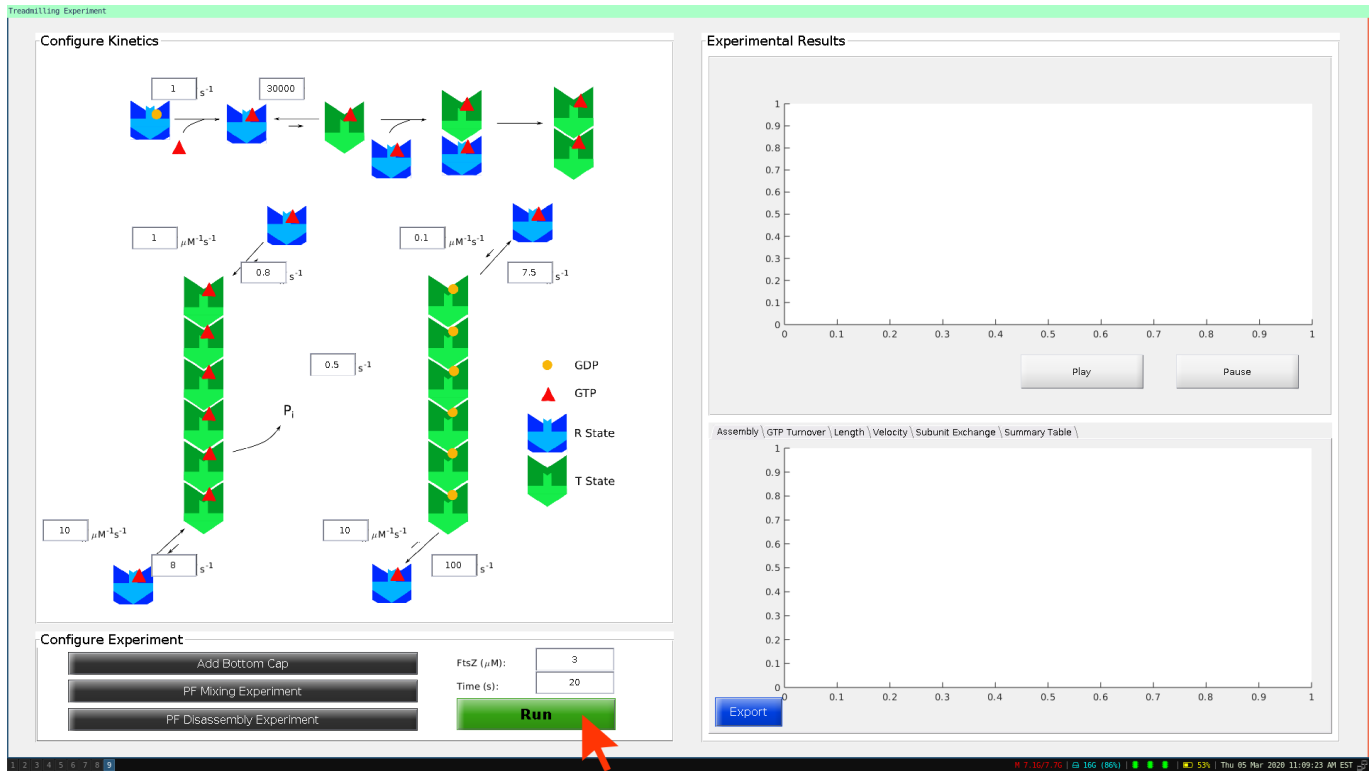 Treadmilling Experiment
Configure Kinetics
1 s-1
30000
1 μM-1s-1
0.8 s-1
0.1 μM-1s-1
7.5 s-1
0.5 s-1
Pi
GDP
GTP
R State
T State
10 μM-1s-1
8 s-1
10 μM-1s-1
100 s-1
Configure Experiment
Add Bottom Cap
PF Mixing Experiment
PF Disassembly Experiment
FtsZ (μM): 3
Time (s): 20
Run
Experimental Results
1
0.9
0.8
0.7
0.6
0.5
0.4
0.3
0.2
0.1
0
0 0.1 0.2 0.3 0.4 0.5 0.6 0.7 0.8 0.9 1
Play Pause
Assembly GTP Turnover Length Velocity Subunit Exchange Summary Table
1
0.9
0.8
0.7
0.6
0.5
0.4
0.3
0.2
0.1
0
0 0.1 0.2 0.3 0.4 0.5 0.6 0.7 0.8 0.9 1
Export
1 2 3 4 5 6 7 8 9 M 7.1G/7.7G | 16G (86%) | 53% | Thu 05 Mar 2020 11:09:23 AM EST